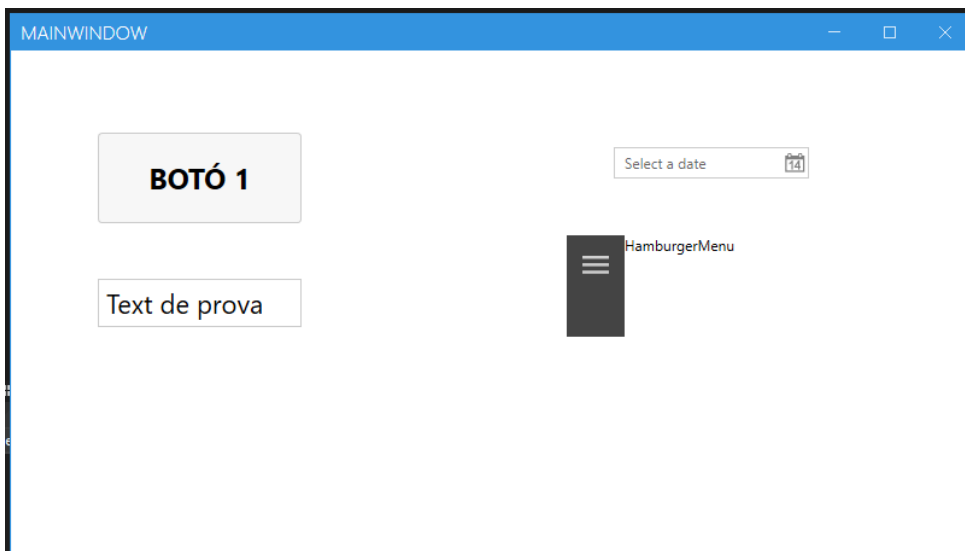 MAINWINDOW
BOTÓ 1
Select a date
14
HamburgerMenu
Text de prova